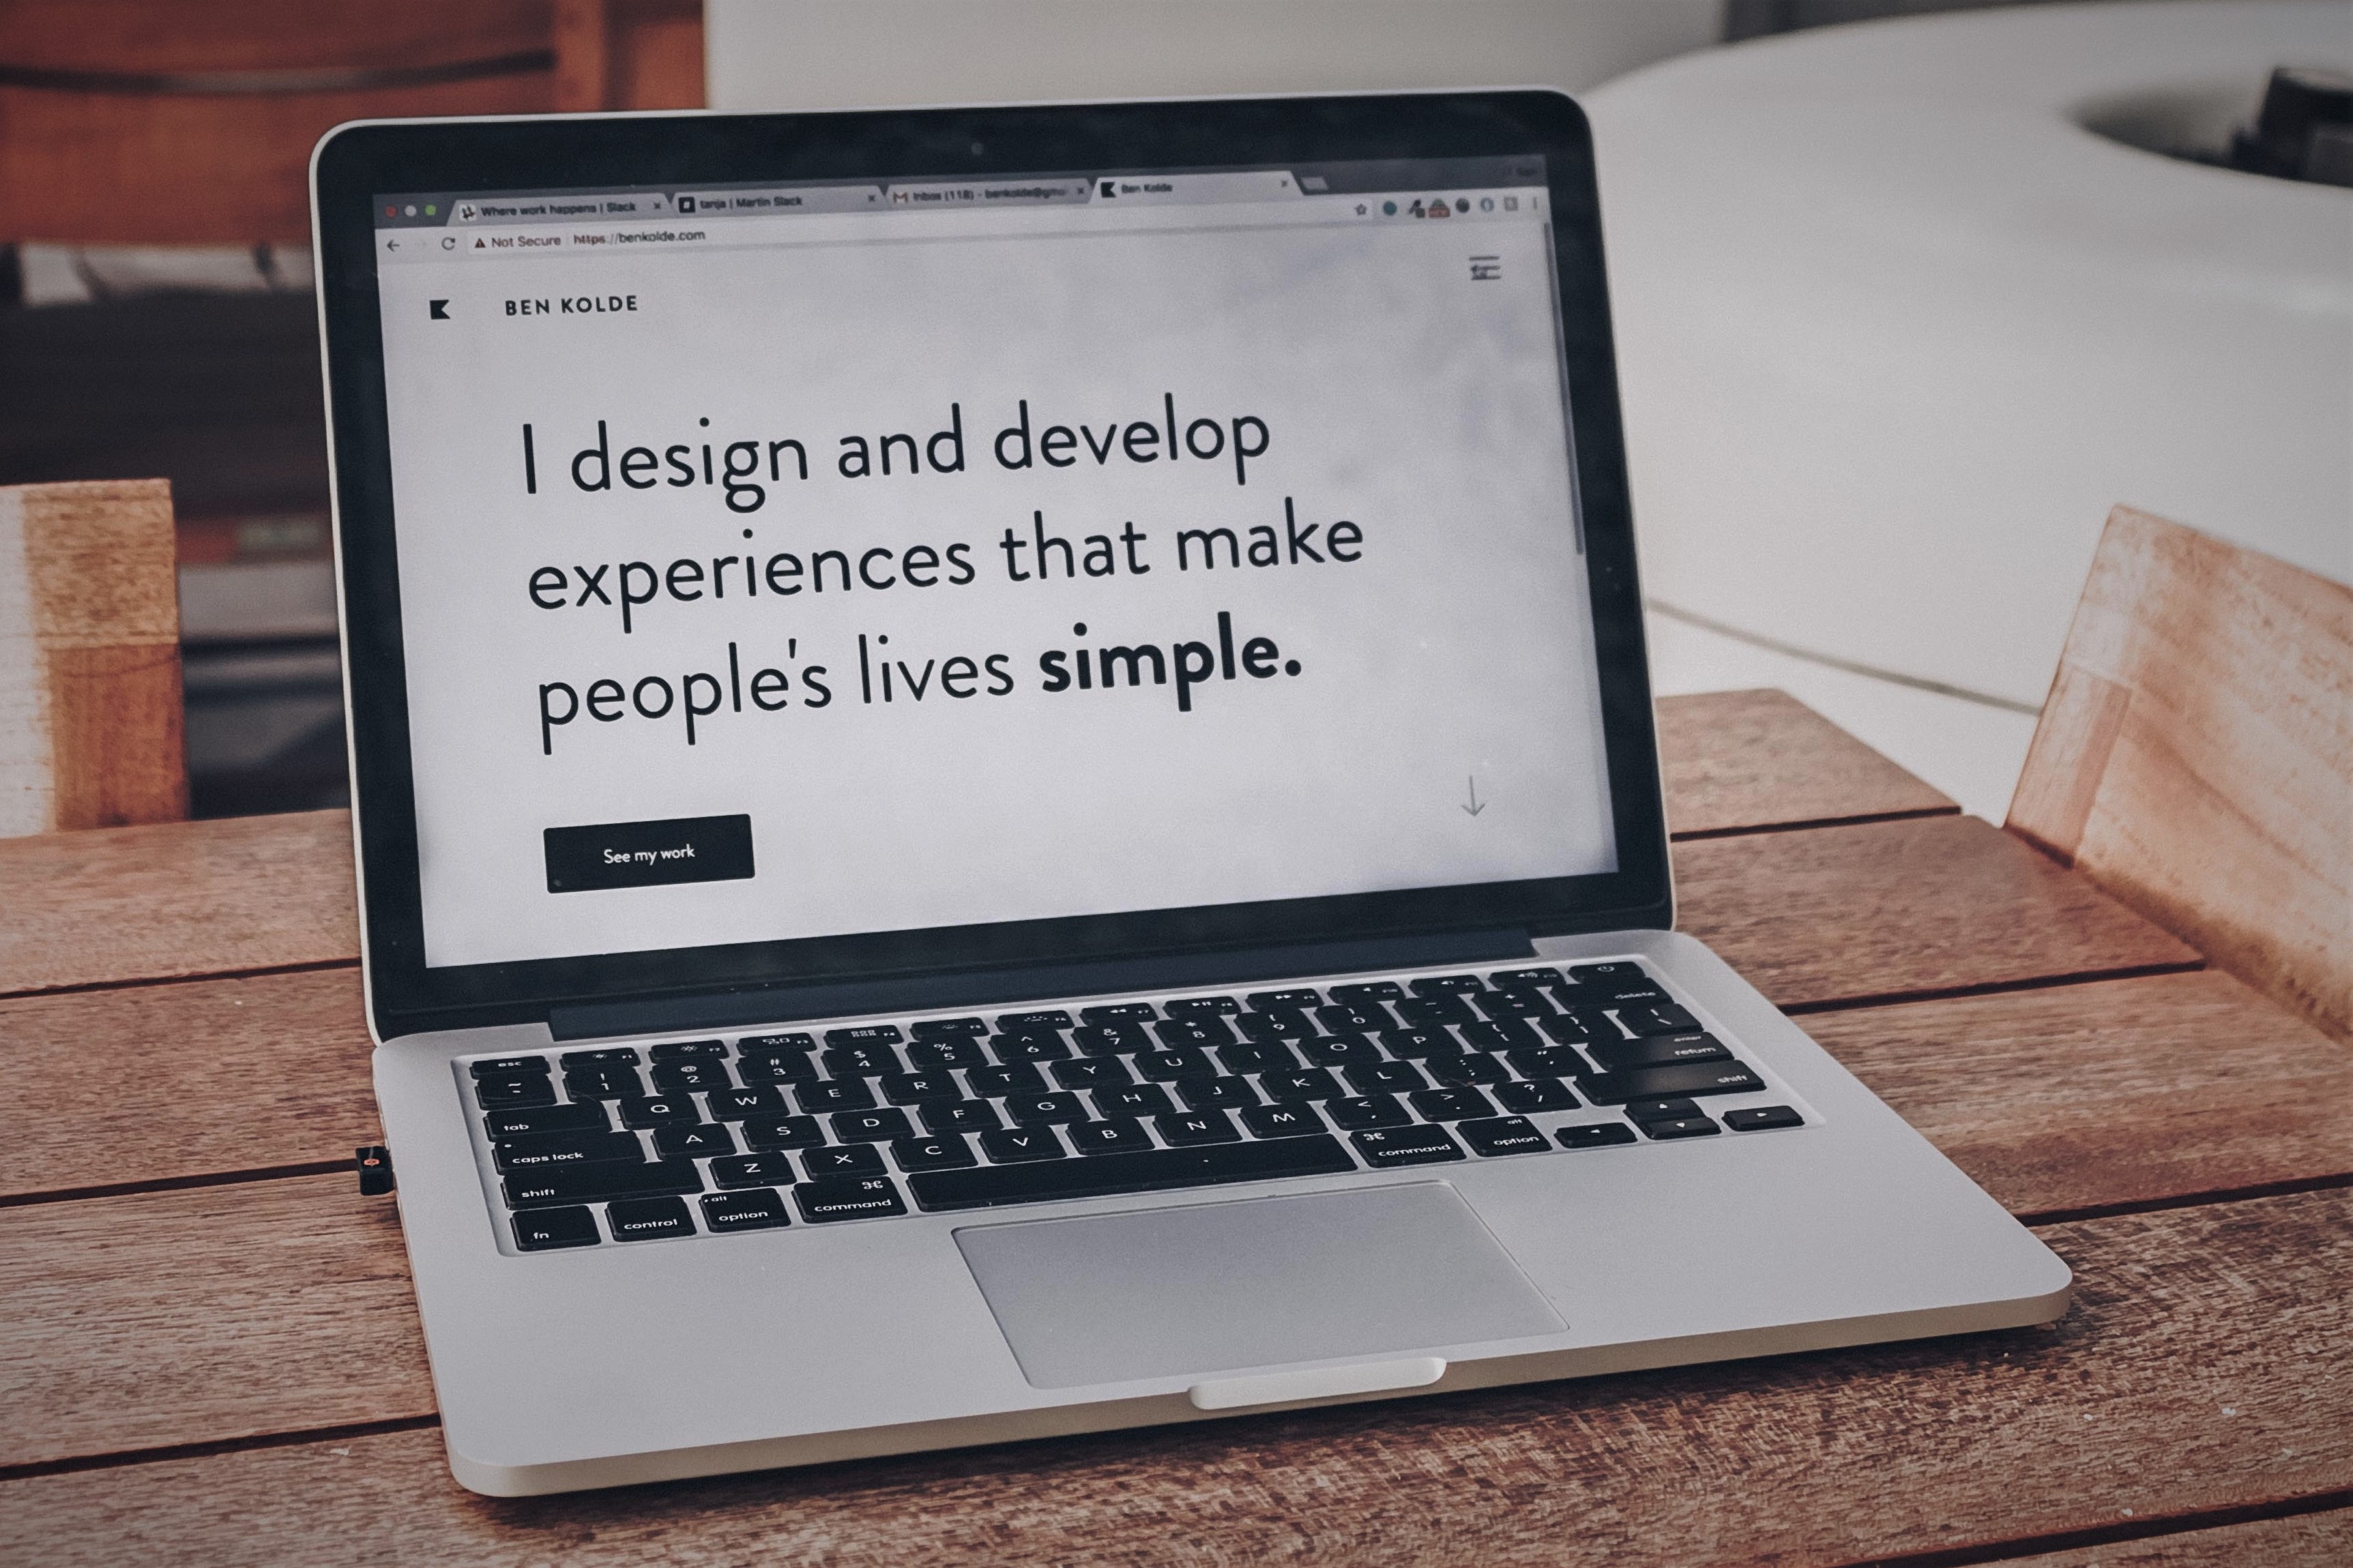 Where work happens | Slack
tanja | Martin Slack
Inbox (118) - benkolde@gma
Ben Kolde
Not Secure
https://benkolde.com
BEN KOLDE
I design and develop
experiences that make
people's lives simple.
See my work
esc
~ ! 1 @ 2 # 3 $ 4 % 5 ^ 6 & 7 * 8 ( 9 ) 0 delete
tab Q W E R T Y U I O P { [ } ] | \
caps lock A S D F G H J K L : ; " ' enter return
shift Z X C V B N M < , > . ? / shift
fn control alt option ⌘ command ⌘ command alt option